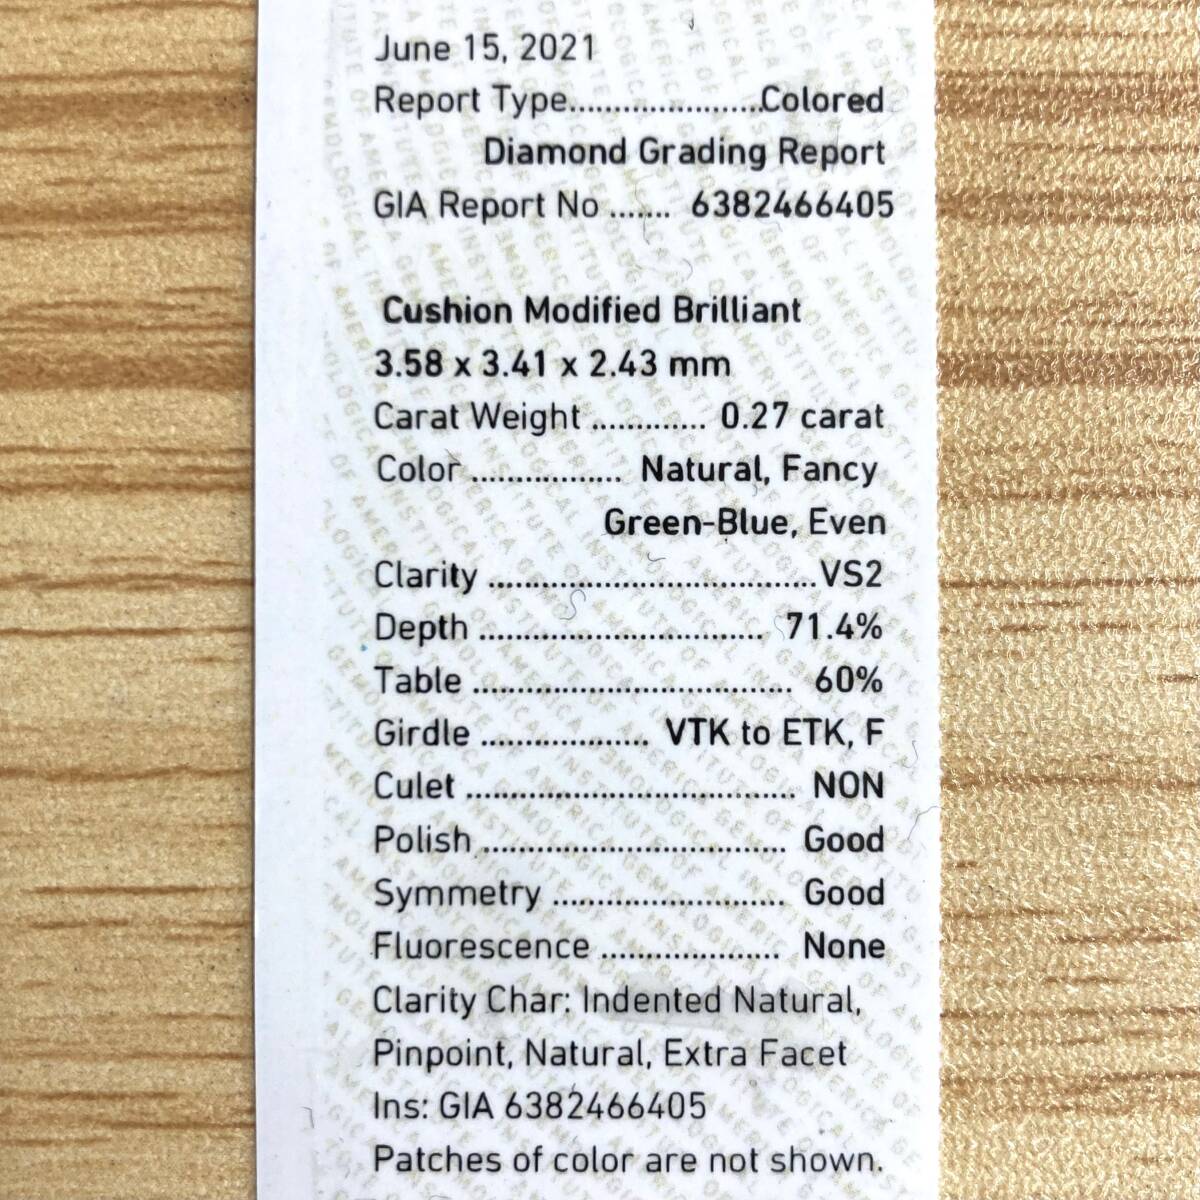 June 15, 2021
Report Type......................Colored
Diamond Grading Report
GIA Report No ....... 6382466405
Cushion Modified Brilliant
3.58 x 3.41 x 2.43 mm
Carat Weight ............. 0.27 carat
Color ................. Natural, Fancy
Green-Blue, Even
Clarity .....................................VS2
Depth ................................ 71.4%
Table .................................... 60%
Girdle ................... VTK to ETK, F
Culet ..................................... NON
Polish .................................. Good
Symmetry .......................... Good
Fluorescence .................... None
Clarity Char: Indented Natural,
Pinpoint, Natural, Extra Facet
Ins: GIA 6382466405
Patches of color are not shown.